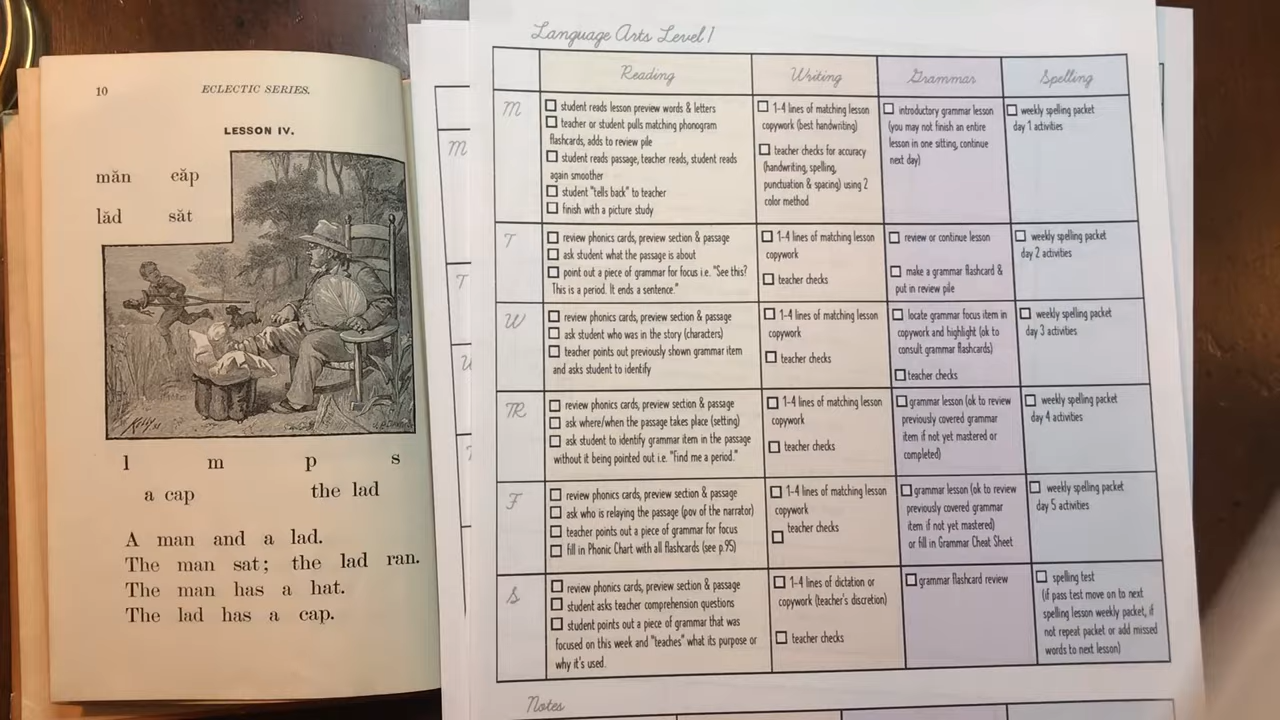 10 ECLECTIC SERIES.
LESSON IV.
măn căp
lăd săt
l m p s
a cap the lad
A man and a lad.
The man sat; the lad ran.
The man has a hat.
The lad has a cap.
Language Arts Level 1
Reading Writing Grammar Spelling
M
student reads lesson preview words & letters
teacher or student pulls matching phonogram
flashcards, adds to review pile
student reads passage, teacher reads, student reads
again smoother
student "tells back" to teacher
finish with a picture study
1-4 lines of matching lesson
copywork (best handwriting)
teacher checks for accuracy
(handwriting, spelling,
punctuation & spacing) using 2
color method
introductory grammar lesson
(you may not finish an entire
lesson in one sitting, continue
next day)
weekly spelling packet
day 1 activities
T
review phonics cards, preview section & passage
ask student what the passage is about
point out a piece of grammar for focus i.e. "See this?
This is a period. It ends a sentence."
1-4 lines of matching lesson
copywork
teacher checks
review or continue lesson
make a grammar flashcard &
put in review pile
weekly spelling packet
day 2 activities
W
review phonics cards, preview section & passage
ask student who was in the story (characters)
teacher points out previously shown grammar item
and asks student to identify
1-4 lines of matching lesson
copywork
teacher checks
locate grammar focus item in
copywork and highlight (ok to
consult grammar flashcards)
teacher checks
weekly spelling packet
day 3 activities
TR
review phonics cards, preview section & passage
ask where/when the passage takes place (setting)
ask student to identify grammar item in the passage
without it being pointed out i.e. "Find me a period."
1-4 lines of matching lesson
copywork
teacher checks
grammar lesson (ok to review
previously covered grammar
item if not yet mastered or
completed)
weekly spelling packet
day 4 activities
F
review phonics cards, preview section & passage
ask who is relaying the passage (pov of the narrator)
teacher points out a piece of grammar for focus
fill in Phonic Chart with all flashcards (see p.95)
1-4 lines of matching lesson
copywork
teacher checks
grammar lesson (ok to review
previously covered grammar
item if not yet mastered)
or fill in Grammar Cheat Sheet
weekly spelling packet
day 5 activities
S
review phonics cards, preview section & passage
student asks teacher comprehension questions
student points out a piece of grammar that was
focused on this week and "teaches" what its purpose or
why it's used.
1-4 lines of dictation or
copywork (teacher's discretion)
teacher checks
grammar flashcard review
spelling test
(if pass test move on to next
spelling lesson weekly packet, if
not repeat packet or add missed
words to next lesson)
Notes
M
T